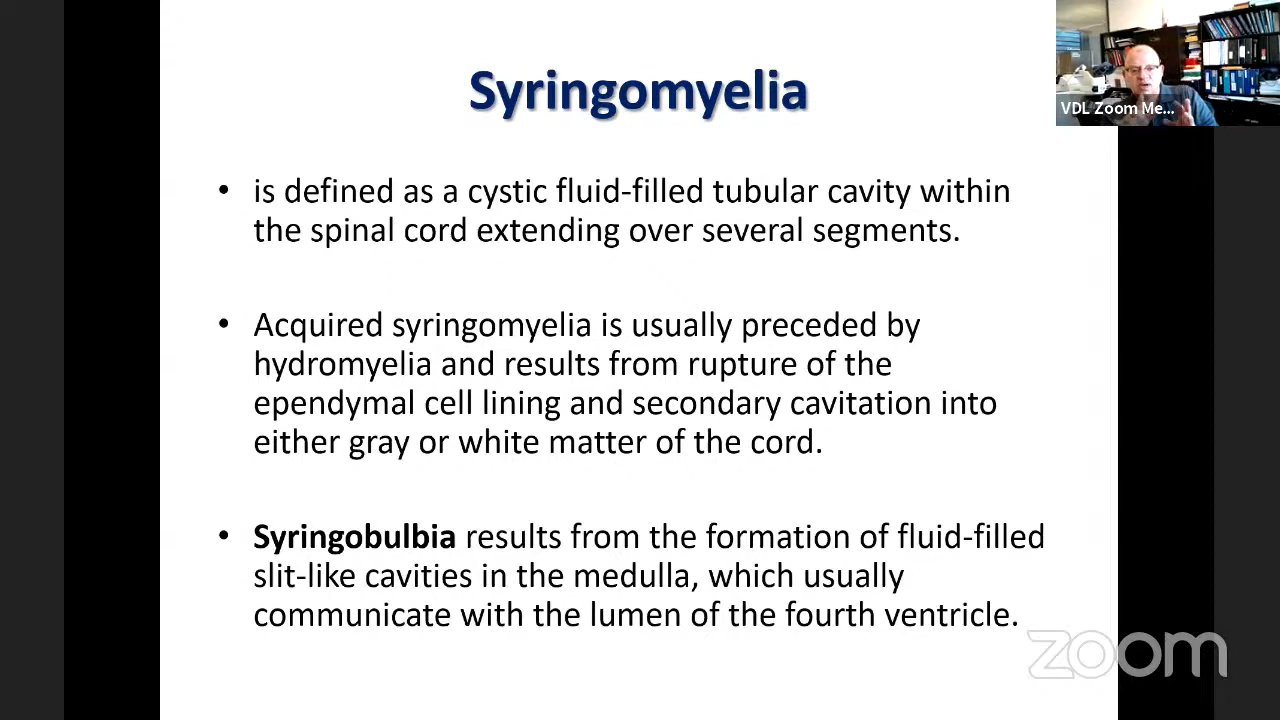 Syringomyelia
VDL Zoom Me...
• is defined as a cystic fluid-filled tubular cavity within
the spinal cord extending over several segments.
• Acquired syringomyelia is usually preceded by
hydromyelia and results from rupture of the
ependymal cell lining and secondary cavitation into
either gray or white matter of the cord.
• Syringobulbia results from the formation of fluid-filled
slit-like cavities in the medulla, which usually
communicate with the lumen of the fourth ventricle.
zoom